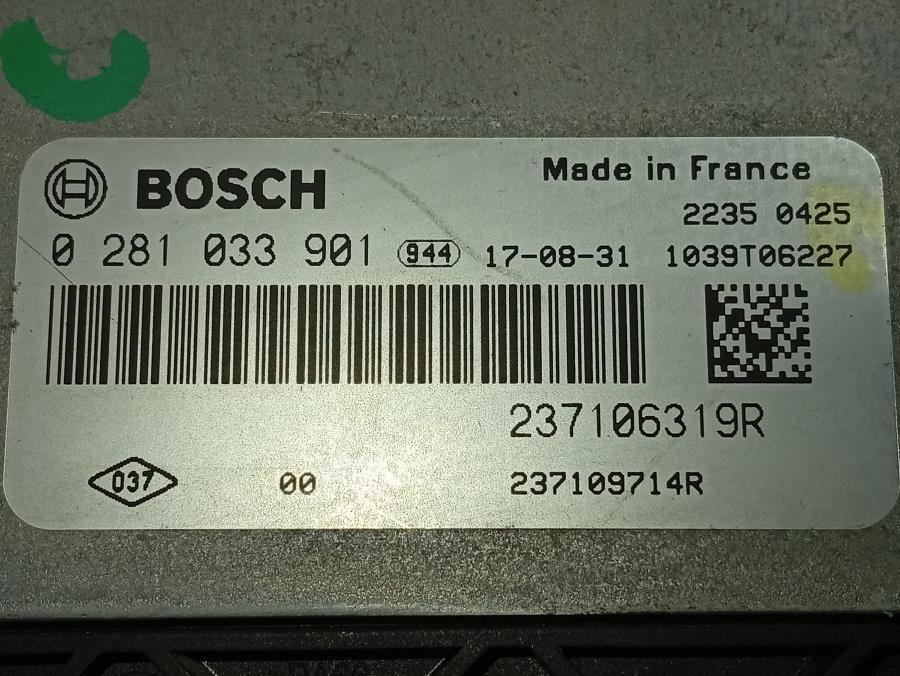 BOSCH
Made in France
2235 0425
0 281 033 901 944 17-08-31 1039T06227
237106319R
037 00 237109714R